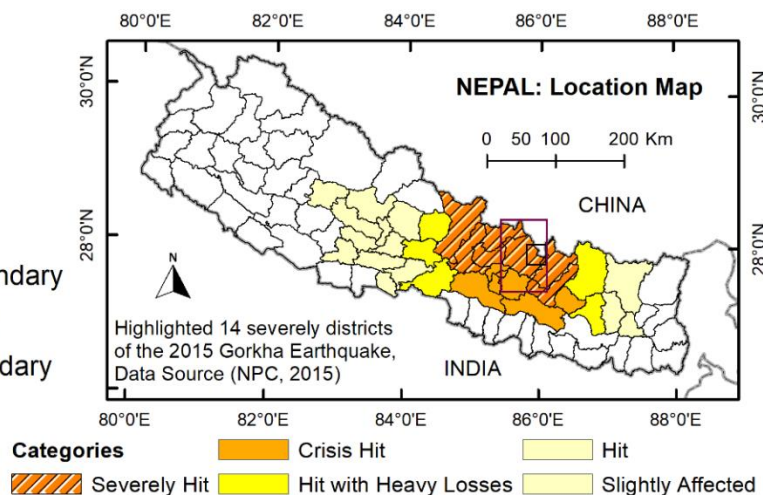 80°0'E 82°0'E 84°0'E 86°0'E 88°0'E
30°0'N
30°0'N
NEPAL: Location Map
0 50 100 200 Km
CHINA
28°0'N
28°0'N
ndary
N
Highlighted 14 severely districts
of the 2015 Gorkha Earthquake,
Data Source (NPC, 2015)
INDIA
dary
80°0'E 82°0'E 84°0'E 86°0'E 88°0'E
Categories
Crisis Hit
Hit
Severely Hit
Hit with Heavy Losses
Slightly Affected